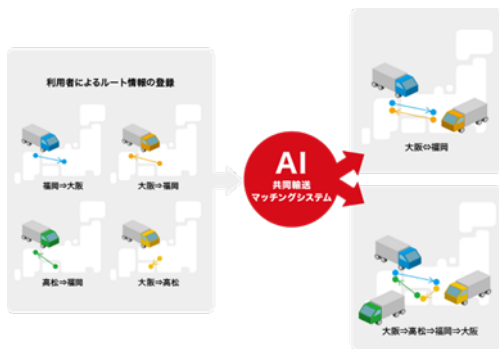 利用者によるルート情報の登録
福岡⇒大阪
大阪⇒福岡
高松⇒福岡
大阪⇒高松
AI
共同輸送
マッチングシステム
大阪⇔福岡
大阪⇒高松⇒福岡⇒大阪